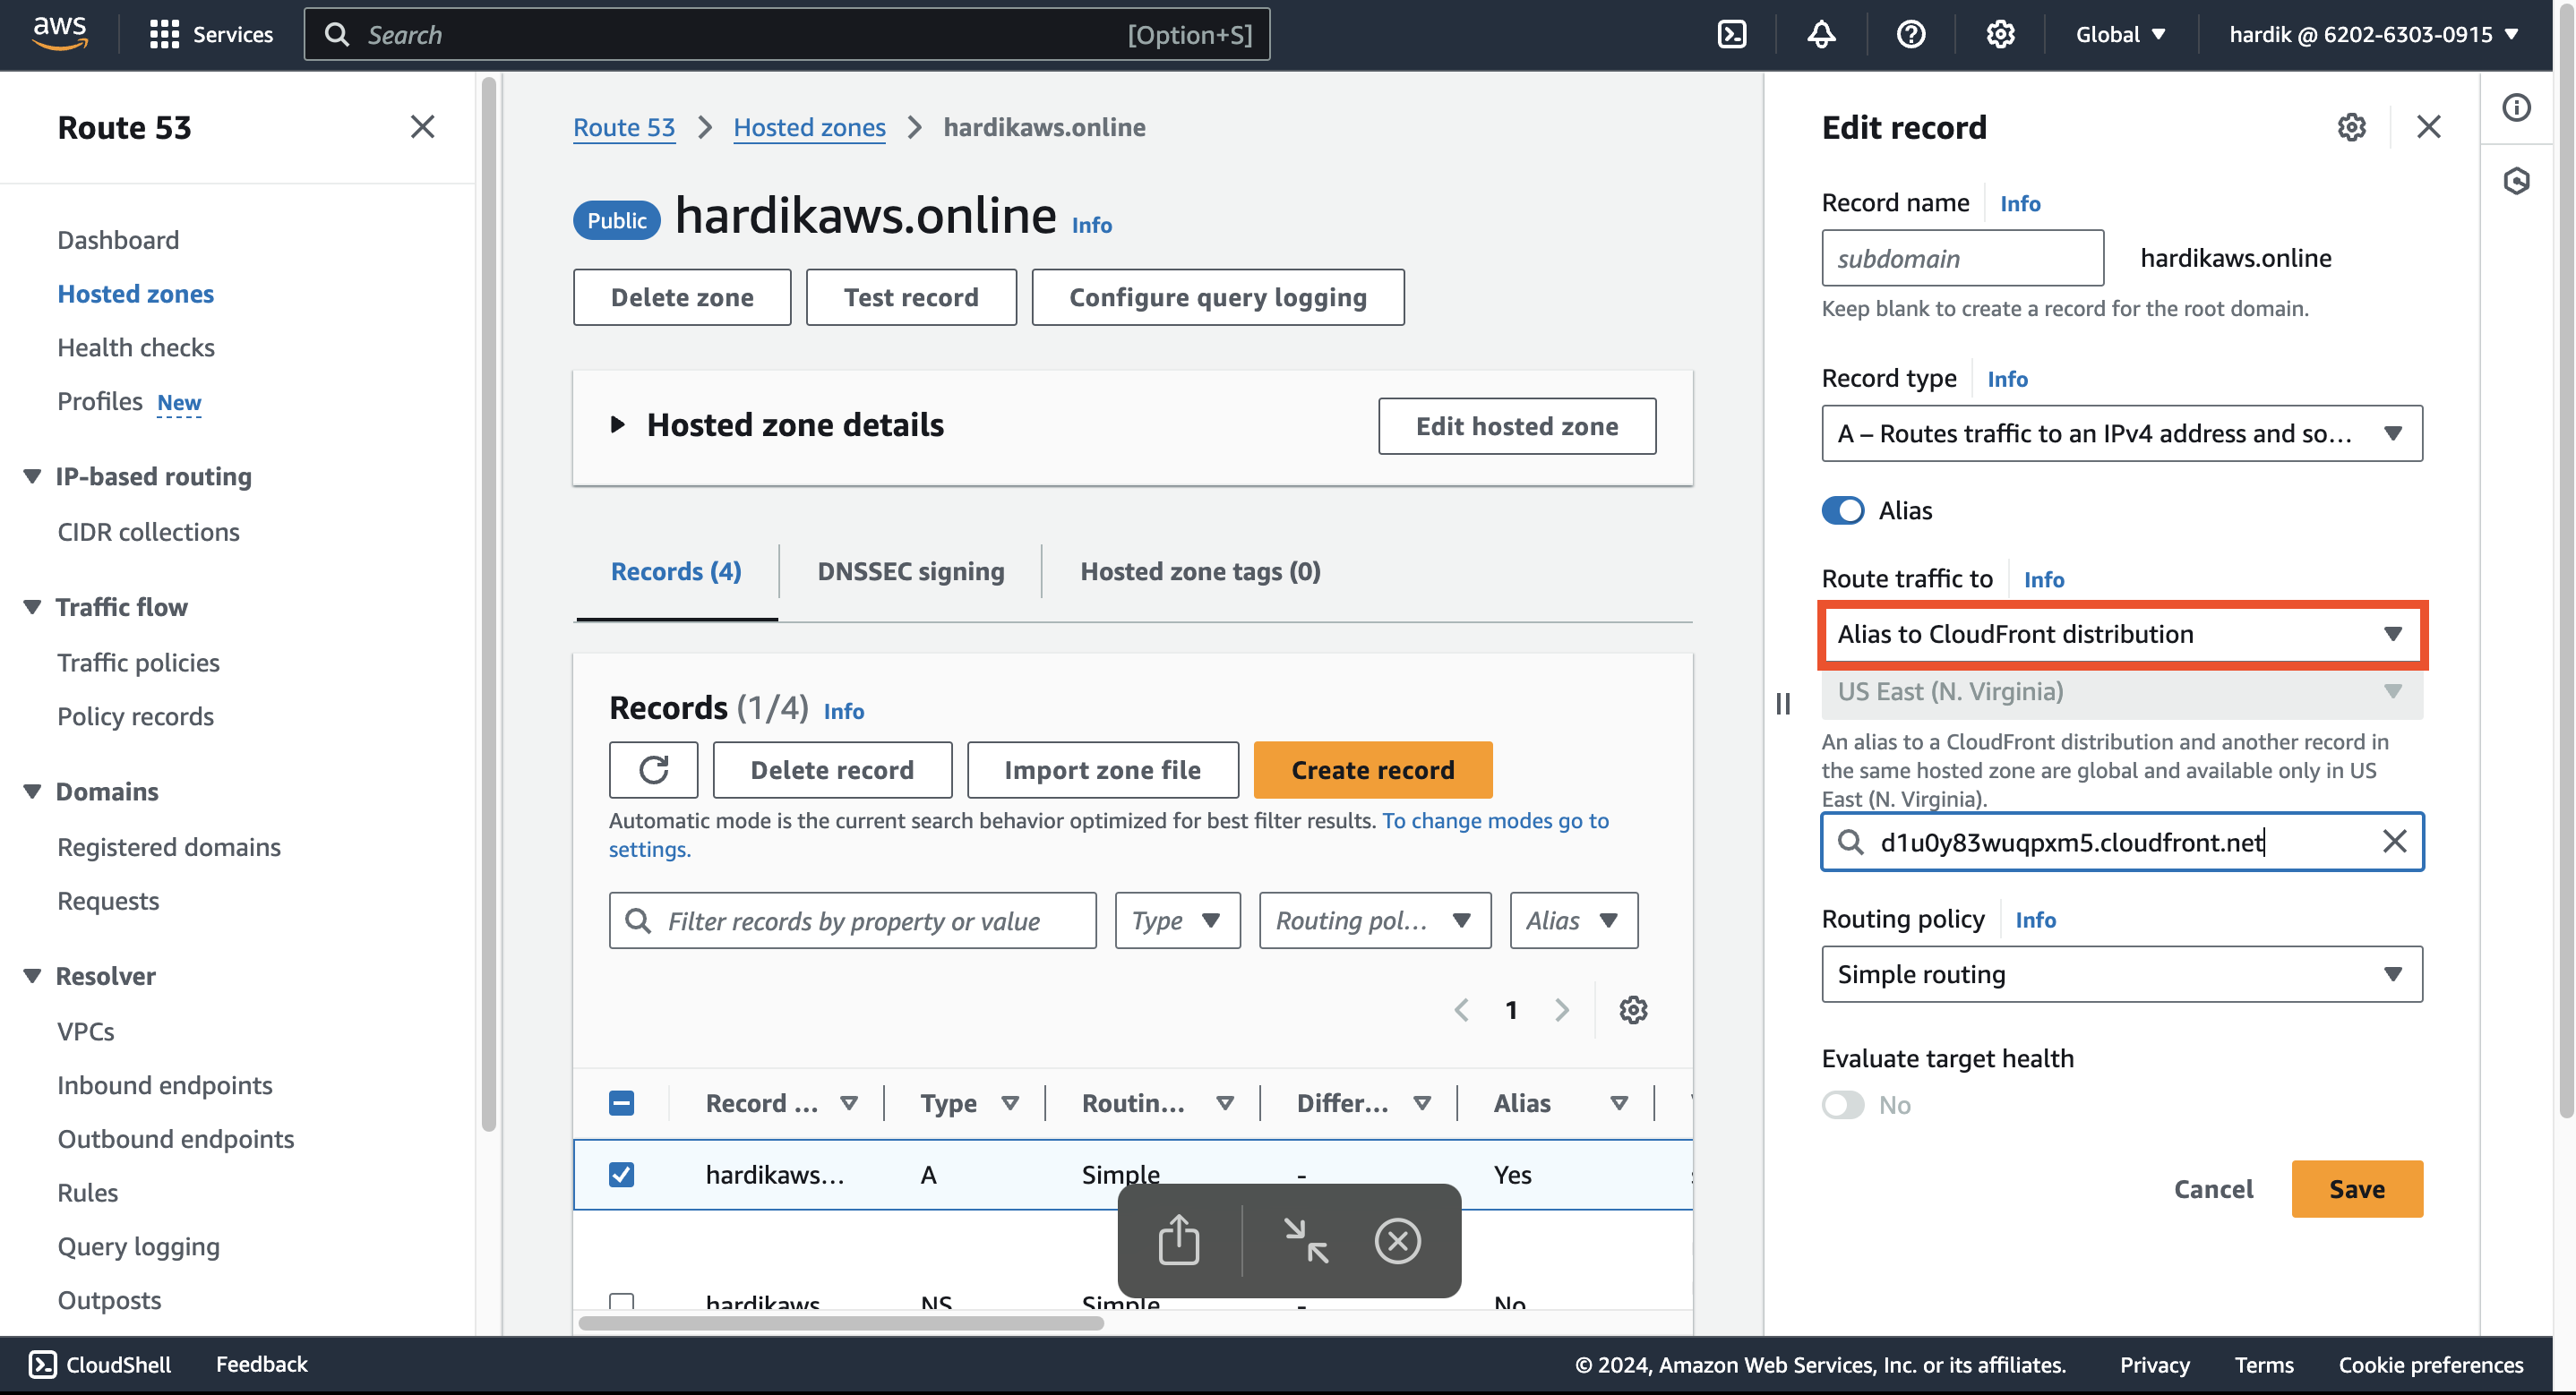 aws
Services
Search
[Option+S]
Global
hardik @ 6202-6303-0915
Route 53
Dashboard
Hosted zones
Health checks
Profiles New
IP-based routing
CIDR collections
Traffic flow
Traffic policies
Policy records
Domains
Registered domains
Requests
Resolver
VPCs
Inbound endpoints
Outbound endpoints
Rules
Query logging
Outposts
Route 53 > Hosted zones > hardikaws.online
Public hardikaws.online Info
Delete zone
Test record
Configure query logging
Hosted zone details
Edit hosted zone
Records (4)
DNSSEC signing
Hosted zone tags (0)
Records (1/4) Info
Delete record
Import zone file
Create record
Automatic mode is the current search behavior optimized for best filter results. To change modes go to
settings.
Filter records by property or value
Type
Routing pol...
Alias
1
Record ... Type Routin... Differ... Alias
hardikaws... A Simple - Yes
hardikaws NS Simple - No
Edit record
Record name Info
subdomain
hardikaws.online
Keep blank to create a record for the root domain.
Record type Info
A – Routes traffic to an IPv4 address and so...
Alias
Route traffic to Info
Alias to CloudFront distribution
US East (N. Virginia)
An alias to a CloudFront distribution and another record in
the same hosted zone are global and available only in US
East (N. Virginia).
d1u0y83wuqpxm5.cloudfront.net
Routing policy Info
Simple routing
Evaluate target health
No
Cancel
Save
CloudShell
Feedback
© 2024, Amazon Web Services, Inc. or its affiliates.
Privacy
Terms
Cookie preferences